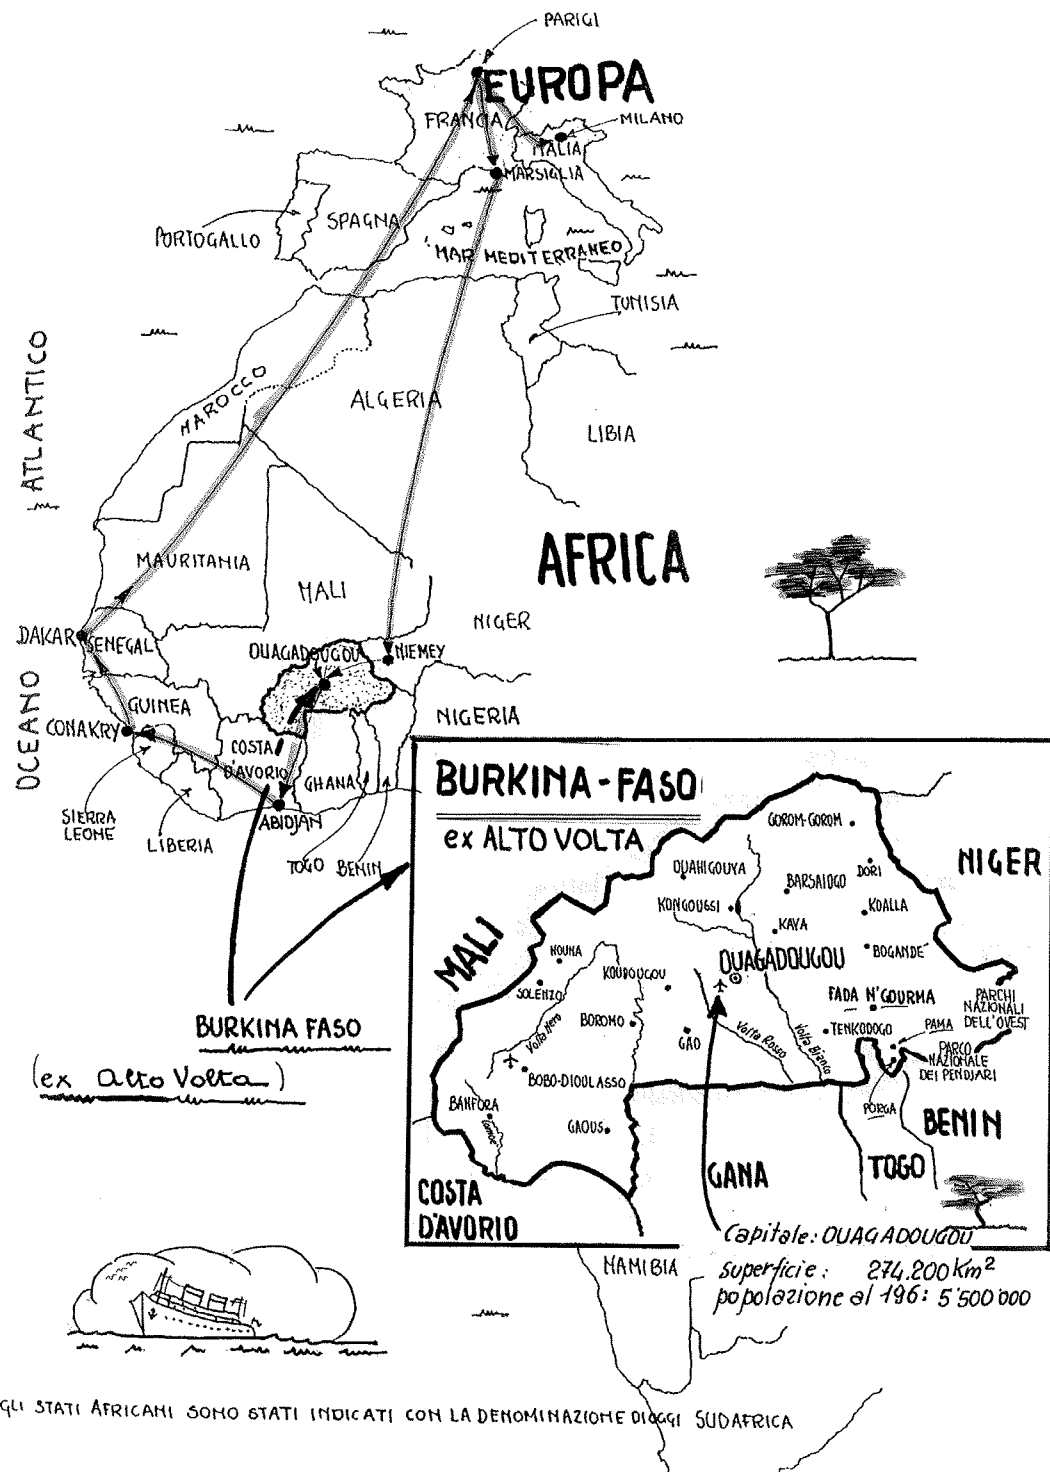 PARIGI
EUROPA
FRANCIA
MILANO
ITALIA
MARSIGLIA
SPAGNA
PORTOGALLO
MAR MEDITERRANEO
TUNISIA
MAROCCO
ALGERIA
LIBIA
OCEANO ATLANTICO
AFRICA
MAURITANIA
MALI
NIGER
DAKAR
SENEGAL
OUAGADOUGOU
NIEMEY
GUINEA
CONAKRY
NIGERIA
COSTA
D'AVORIO
GHANA
SIERRA
LEONE
LIBERIA
ABIDJAN
TOGO
BENIN
BURKINA FASO
(ex Alto Volta)
BURKINA-FASO
ex ALTO VOLTA
GOROM-GOROM
NIGER
OUAHIGOUYA
DORI
BARSALOGO
KONGOUSSI
KOALLA
KAYA
MALI
NOUNA
OUAGADOUGOU
BOGANDE'
KOUDOUGOU
SOLENZO
FADA N'GOURMA
PARCHI
NAZIONALI
DELL'OVEST
BOROMO
Volta Nero
GAO
Volta Rosso
Volta Bianco
TENKODOGO
PAMA
PARCO
NAZIONALE
DEI PENDJARI
BOBO-DIOULASSO
BANFORA
Comoe
PORGA
GAOUS
BENIN
TOGO
GANA
COSTA
D'AVORIO
Capitale: OUAGADOUGOU
superficie: 274.200 Km²
popolazione al 196: 5'500'000
NAMIBIA
GLI STATI AFRICANI SONO STATI INDICATI CON LA DENOMINAZIONE DI OGGI
SUDAFRICA